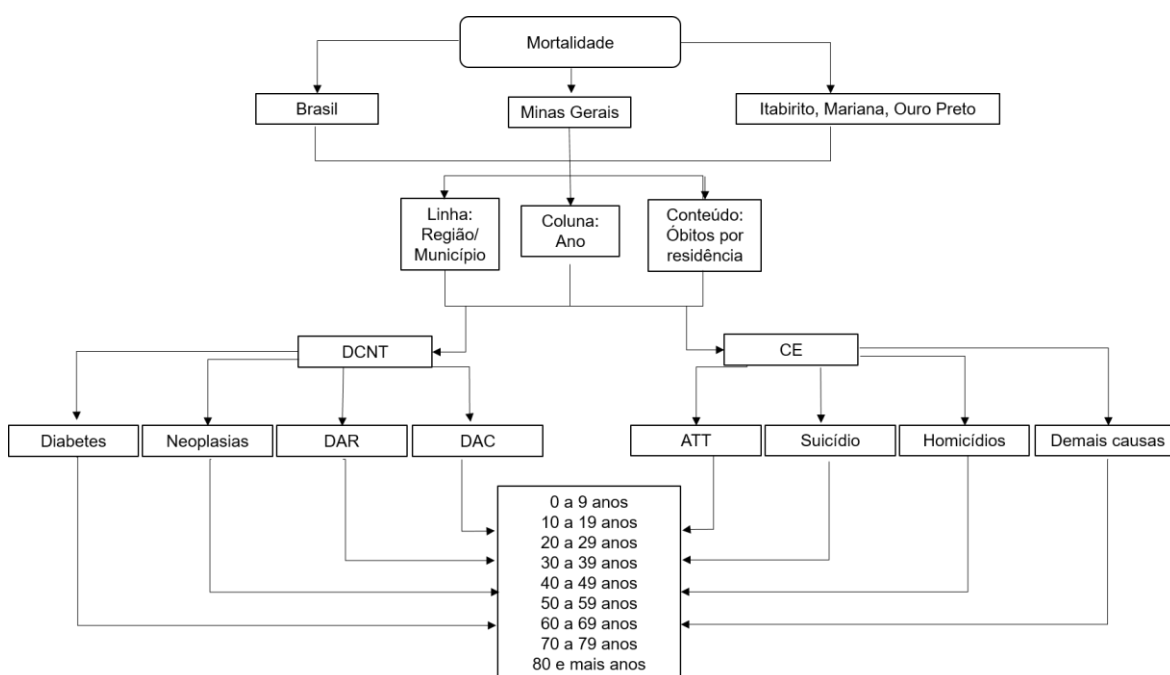 Mortalidade
Brasil
Minas Gerais
Itabirito, Mariana, Ouro Preto
Linha:
Região/
Município
Coluna:
Ano
Conteúdo:
Óbitos por
residência
DCNT
CE
Diabetes
Neoplasias
DAR
DAC
ATT
Suicídio
Homicídios
Demais causas
0 a 9 anos
10 a 19 anos
20 a 29 anos
30 a 39 anos
40 a 49 anos
50 a 59 anos
60 a 69 anos
70 a 79 anos
80 e mais anos